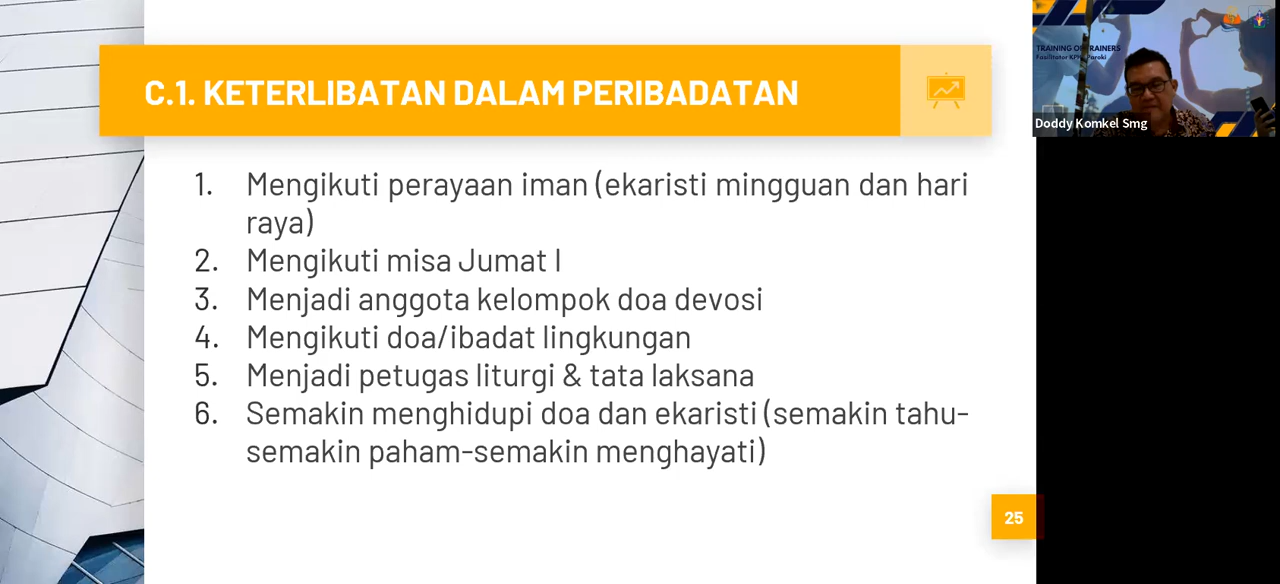 C.1. KETERLIBATAN DALAM PERIBADATAN
1. Mengikuti perayaan iman (ekaristi mingguan dan hari
raya)
2. Mengikuti misa Jumat I
3. Menjadi anggota kelompok doa devosi
4. Mengikuti doa/ibadat lingkungan
5. Menjadi petugas liturgi & tata laksana
6. Semakin menghidupi doa dan ekaristi (semakin tahu-
semakin paham-semakin menghayati)
25
TRAINING OF TRAINERS
Fasilitator Paroki
Doddy Komkel Smg